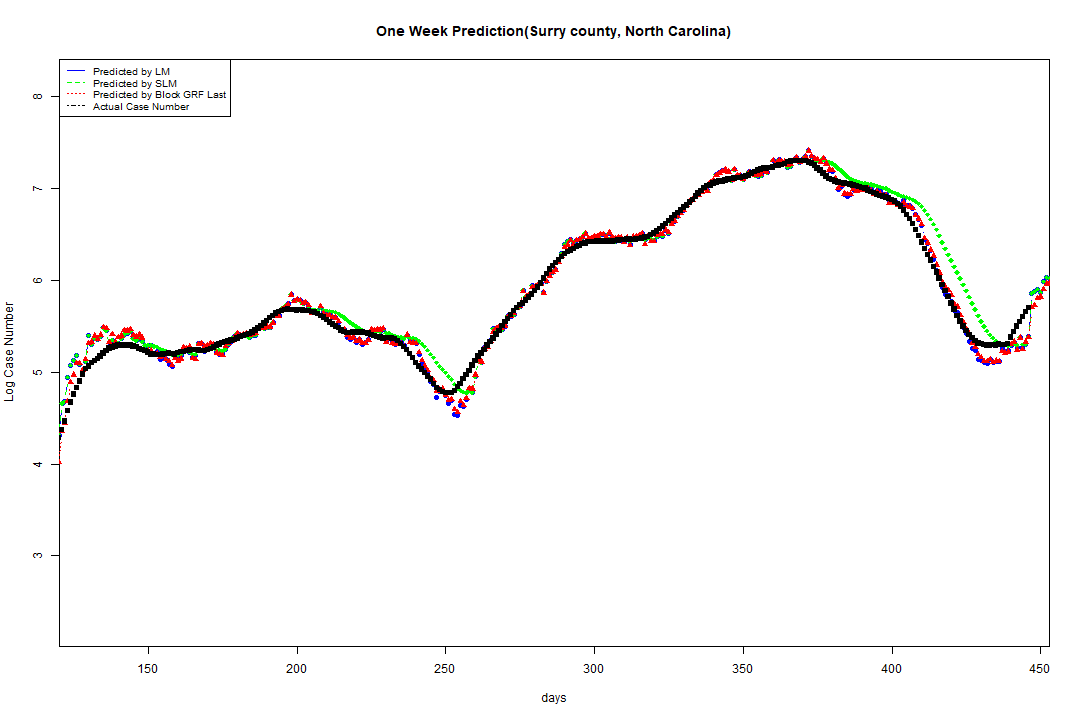 One Week Prediction(Surry county, North Carolina)
Predicted by LM
Predicted by SLM
Predicted by Block GRF Last
Actual Case Number
8
7
6
5
4
3
Log Case Number
150 200 250 300 350 400 450
days